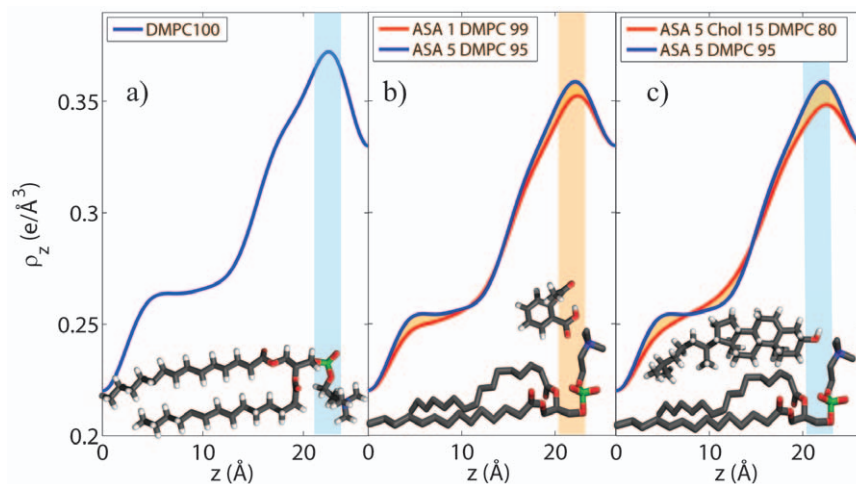 DMPC100
ASA 1 DMPC 99
ASA 5 DMPC 95
ASA 5 Chol 15 DMPC 80
ASA 5 DMPC 95
a)
b)
c)
0.35
0.3
0.25
0.2
ρz (e/Å³)
0 10 20
0 10 20
0 10 20
z (Å)
z (Å)
z (Å)